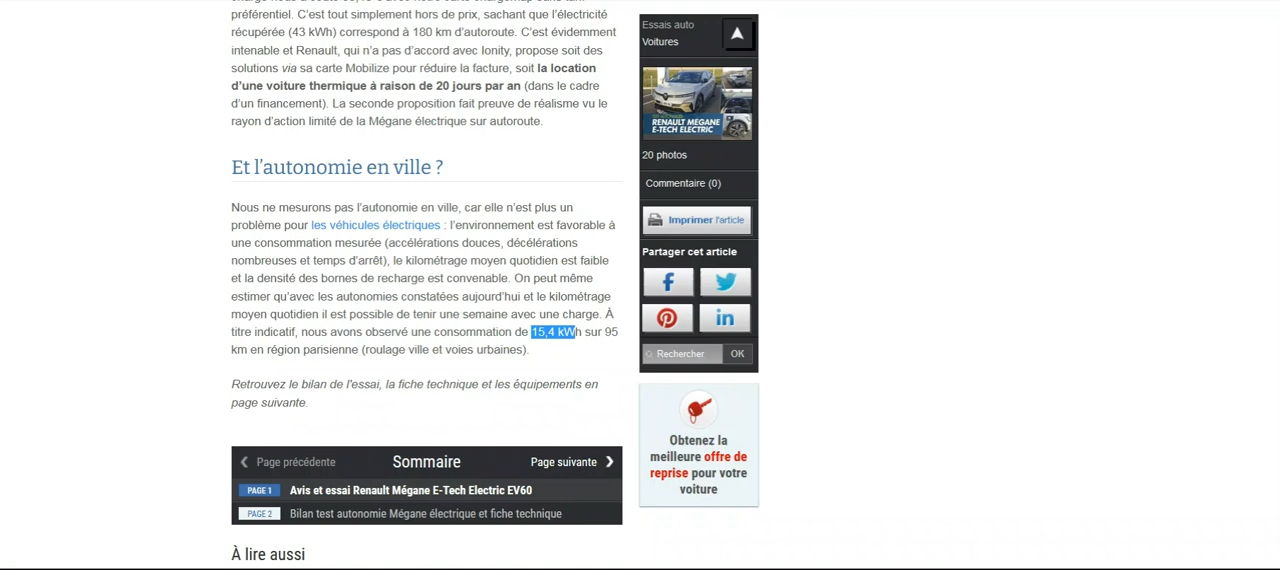 préférentiel. C'est tout simplement hors de prix, sachant que l'électricité
récupérée (43 kWh) correspond à 180 km d'autoroute. C'est évidemment
intenable et Renault, qui n'a pas d'accord avec Ionity, propose soit des
solutions via sa carte Mobilize pour réduire la facture, soit la location
d'une voiture thermique à raison de 20 jours par an (dans le cadre
d'un financement). La seconde proposition fait preuve de réalisme vu le
rayon d'action limité de la Mégane électrique sur autoroute.
Et l'autonomie en ville ?
Nous ne mesurons pas l'autonomie en ville, car elle n'est plus un
problème pour les véhicules électriques : l'environnement est favorable à
une consommation mesurée (accélérations douces, décélérations
nombreuses et temps d'arrêt), le kilométrage moyen quotidien est faible
et la densité des bornes de recharge est convenable. On peut même
estimer qu'avec les autonomies constatées aujourd'hui et le kilométrage
moyen quotidien il est possible de tenir une semaine avec une charge. À
titre indicatif, nous avons observé une consommation de 15,4 kWh sur 95
km en région parisienne (roulage ville et voies urbaines).
Retrouvez le bilan de l'essai, la fiche technique et les équipements en
page suivante.
Page précédente
Sommaire
Page suivante
PAGE 1 Avis et essai Renault Mégane E-Tech Electric EV60
PAGE 2 Bilan test autonomie Mégane électrique et fiche technique
À lire aussi
Essais auto
Voitures
RENAULT MEGANE
E-TECH ELECTRIC
20 photos
Commentaire (0)
Imprimer l'article
Partager cet article
Rechercher OK
Obtenez la
meilleure offre de
reprise pour votre
voiture